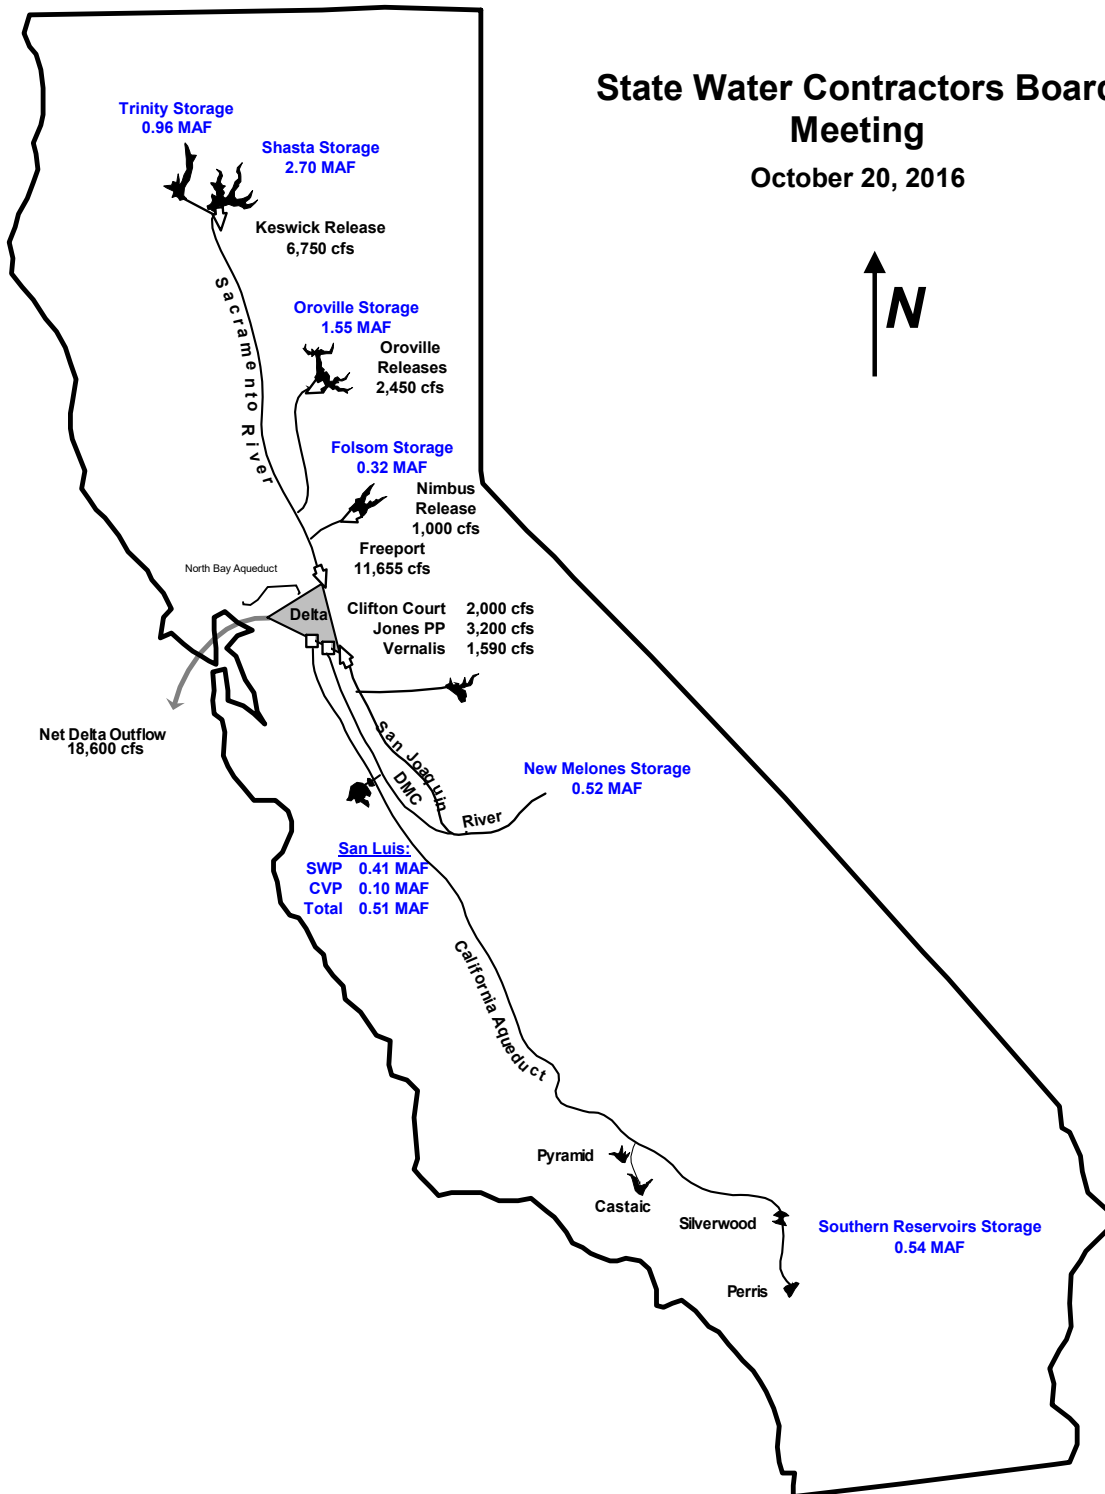 State Water Contractors Board
Meeting
October 20, 2016
N
Trinity Storage
0.96 MAF
Shasta Storage
2.70 MAF
Keswick Release
6,750 cfs
Sacramento River
Oroville Storage
1.55 MAF
Oroville
Releases
2,450 cfs
Folsom Storage
0.32 MAF
Nimbus
Release
1,000 cfs
Freeport
11,655 cfs
North Bay Aqueduct
Delta
Clifton Court 2,000 cfs
Jones PP 3,200 cfs
Vernalis 1,590 cfs
Net Delta Outflow
18,600 cfs
San Joaquin
River
DMC
New Melones Storage
0.52 MAF
San Luis:
SWP 0.41 MAF
CVP 0.10 MAF
Total 0.51 MAF
California Aqueduct
Pyramid
Castaic
Silverwood
Perris
Southern Reservoirs Storage
0.54 MAF